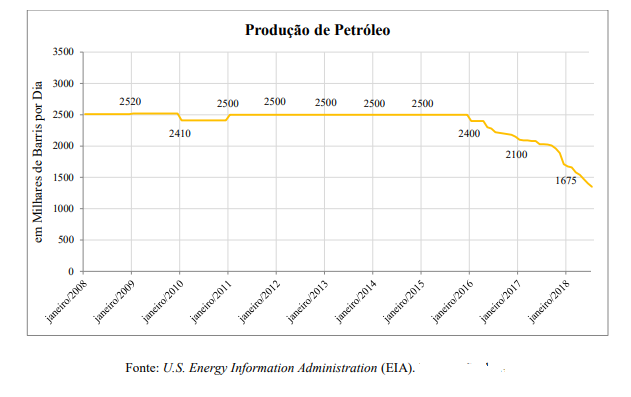 Produção de Petróleo
em Milhares de Barris por Dia
3500
3000
2500
2000
1500
1000
500
0
2520
2410
2500
2500
2500
2500
2500
2400
2100
1675
janeiro/2008
janeiro/2009
janeiro/2010
janeiro/2011
janeiro/2012
janeiro/2013
janeiro/2014
janeiro/2015
janeiro/2016
janeiro/2017
janeiro/2018
Fonte: U.S. Energy Information Administration (EIA).